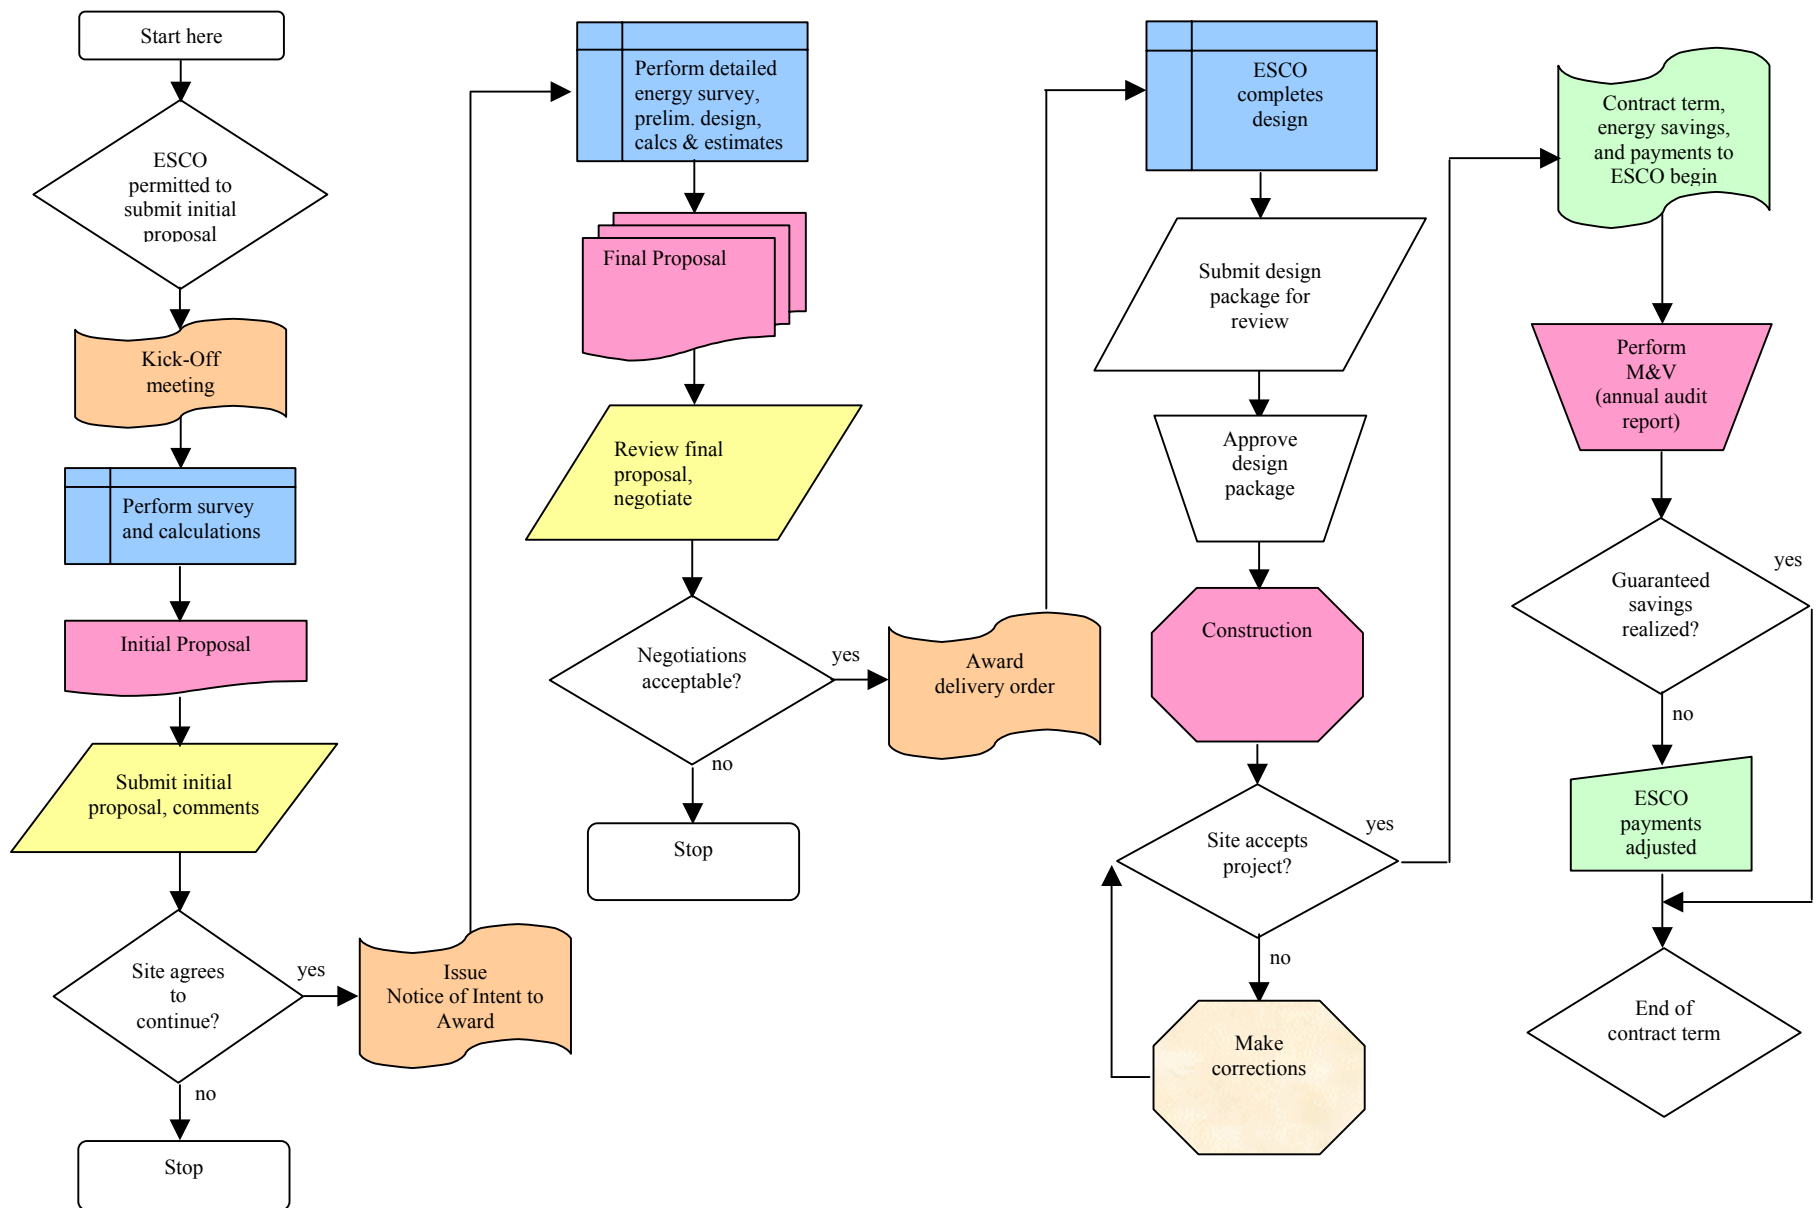 Start here
ESCO
permitted to
submit initial
proposal
Kick-Off
meeting
Perform survey
and calculations
Initial Proposal
Submit initial
proposal, comments
Site agrees
to
continue?
yes
no
Stop
Issue
Notice of Intent to
Award
Perform detailed
energy survey,
prelim. design,
calcs & estimates
Final Proposal
Review final
proposal,
negotiate
Negotiations
acceptable?
yes
no
Stop
Award
delivery order
ESCO
completes
design
Submit design
package for
review
Approve
design
package
Construction
Site accepts
project?
yes
no
Make
corrections
Contract term,
energy savings,
and payments to
ESCO begin
Perform
M&V
(annual audit
report)
Guaranteed
savings
realized?
yes
no
ESCO
payments
adjusted
End of
contract term